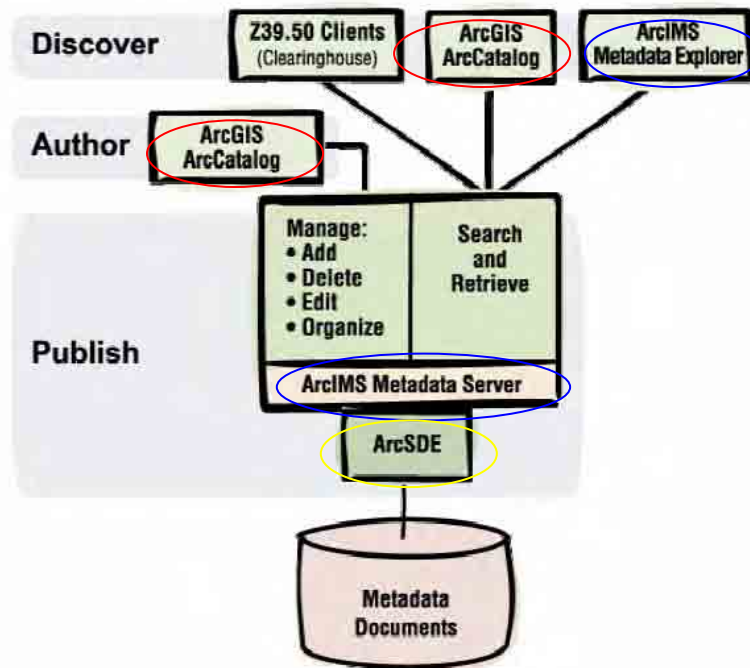 Discover
Z39.50 Clients
(Clearinghouse)
ArcGIS
ArcCatalog
ArcIMS
Metadata Explorer
Author
ArcGIS
ArcCatalog
Publish
Manage:
• Add
• Delete
• Edit
• Organize
Search
and
Retrieve
ArcIMS Metadata Server
ArcSDE
Metadata
Documents